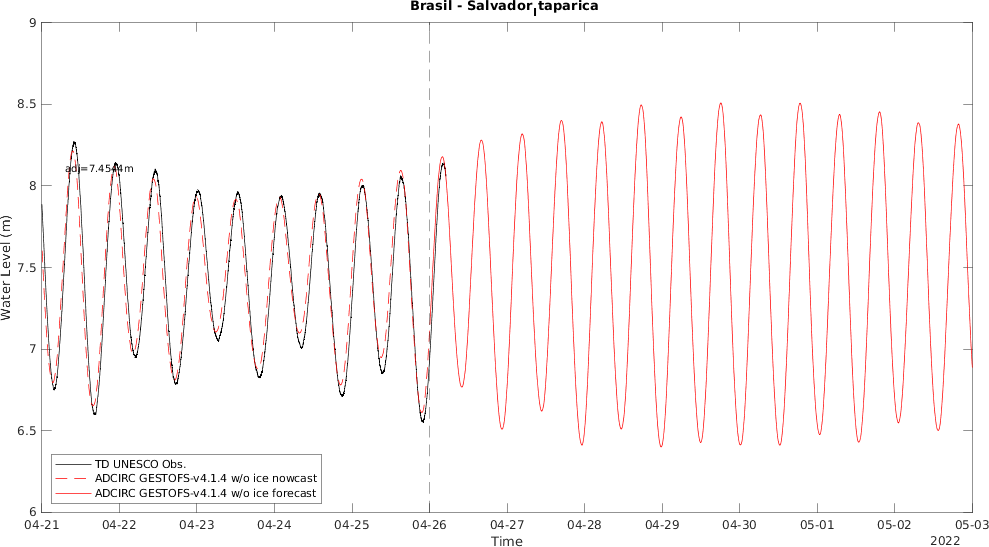 Brasil - Salvador_Itaparica
9
8.5
8
7.5
7
6.5
6
Water Level (m)
adj=7.4544m
TD UNESCO Obs.
ADCIRC GESTOFS-v4.1.4 w/o ice nowcast
ADCIRC GESTOFS-v4.1.4 w/o ice forecast
04-21 04-22 04-23 04-24 04-25 04-26 04-27 04-28 04-29 04-30 05-01 05-02 05-03
Time
2022